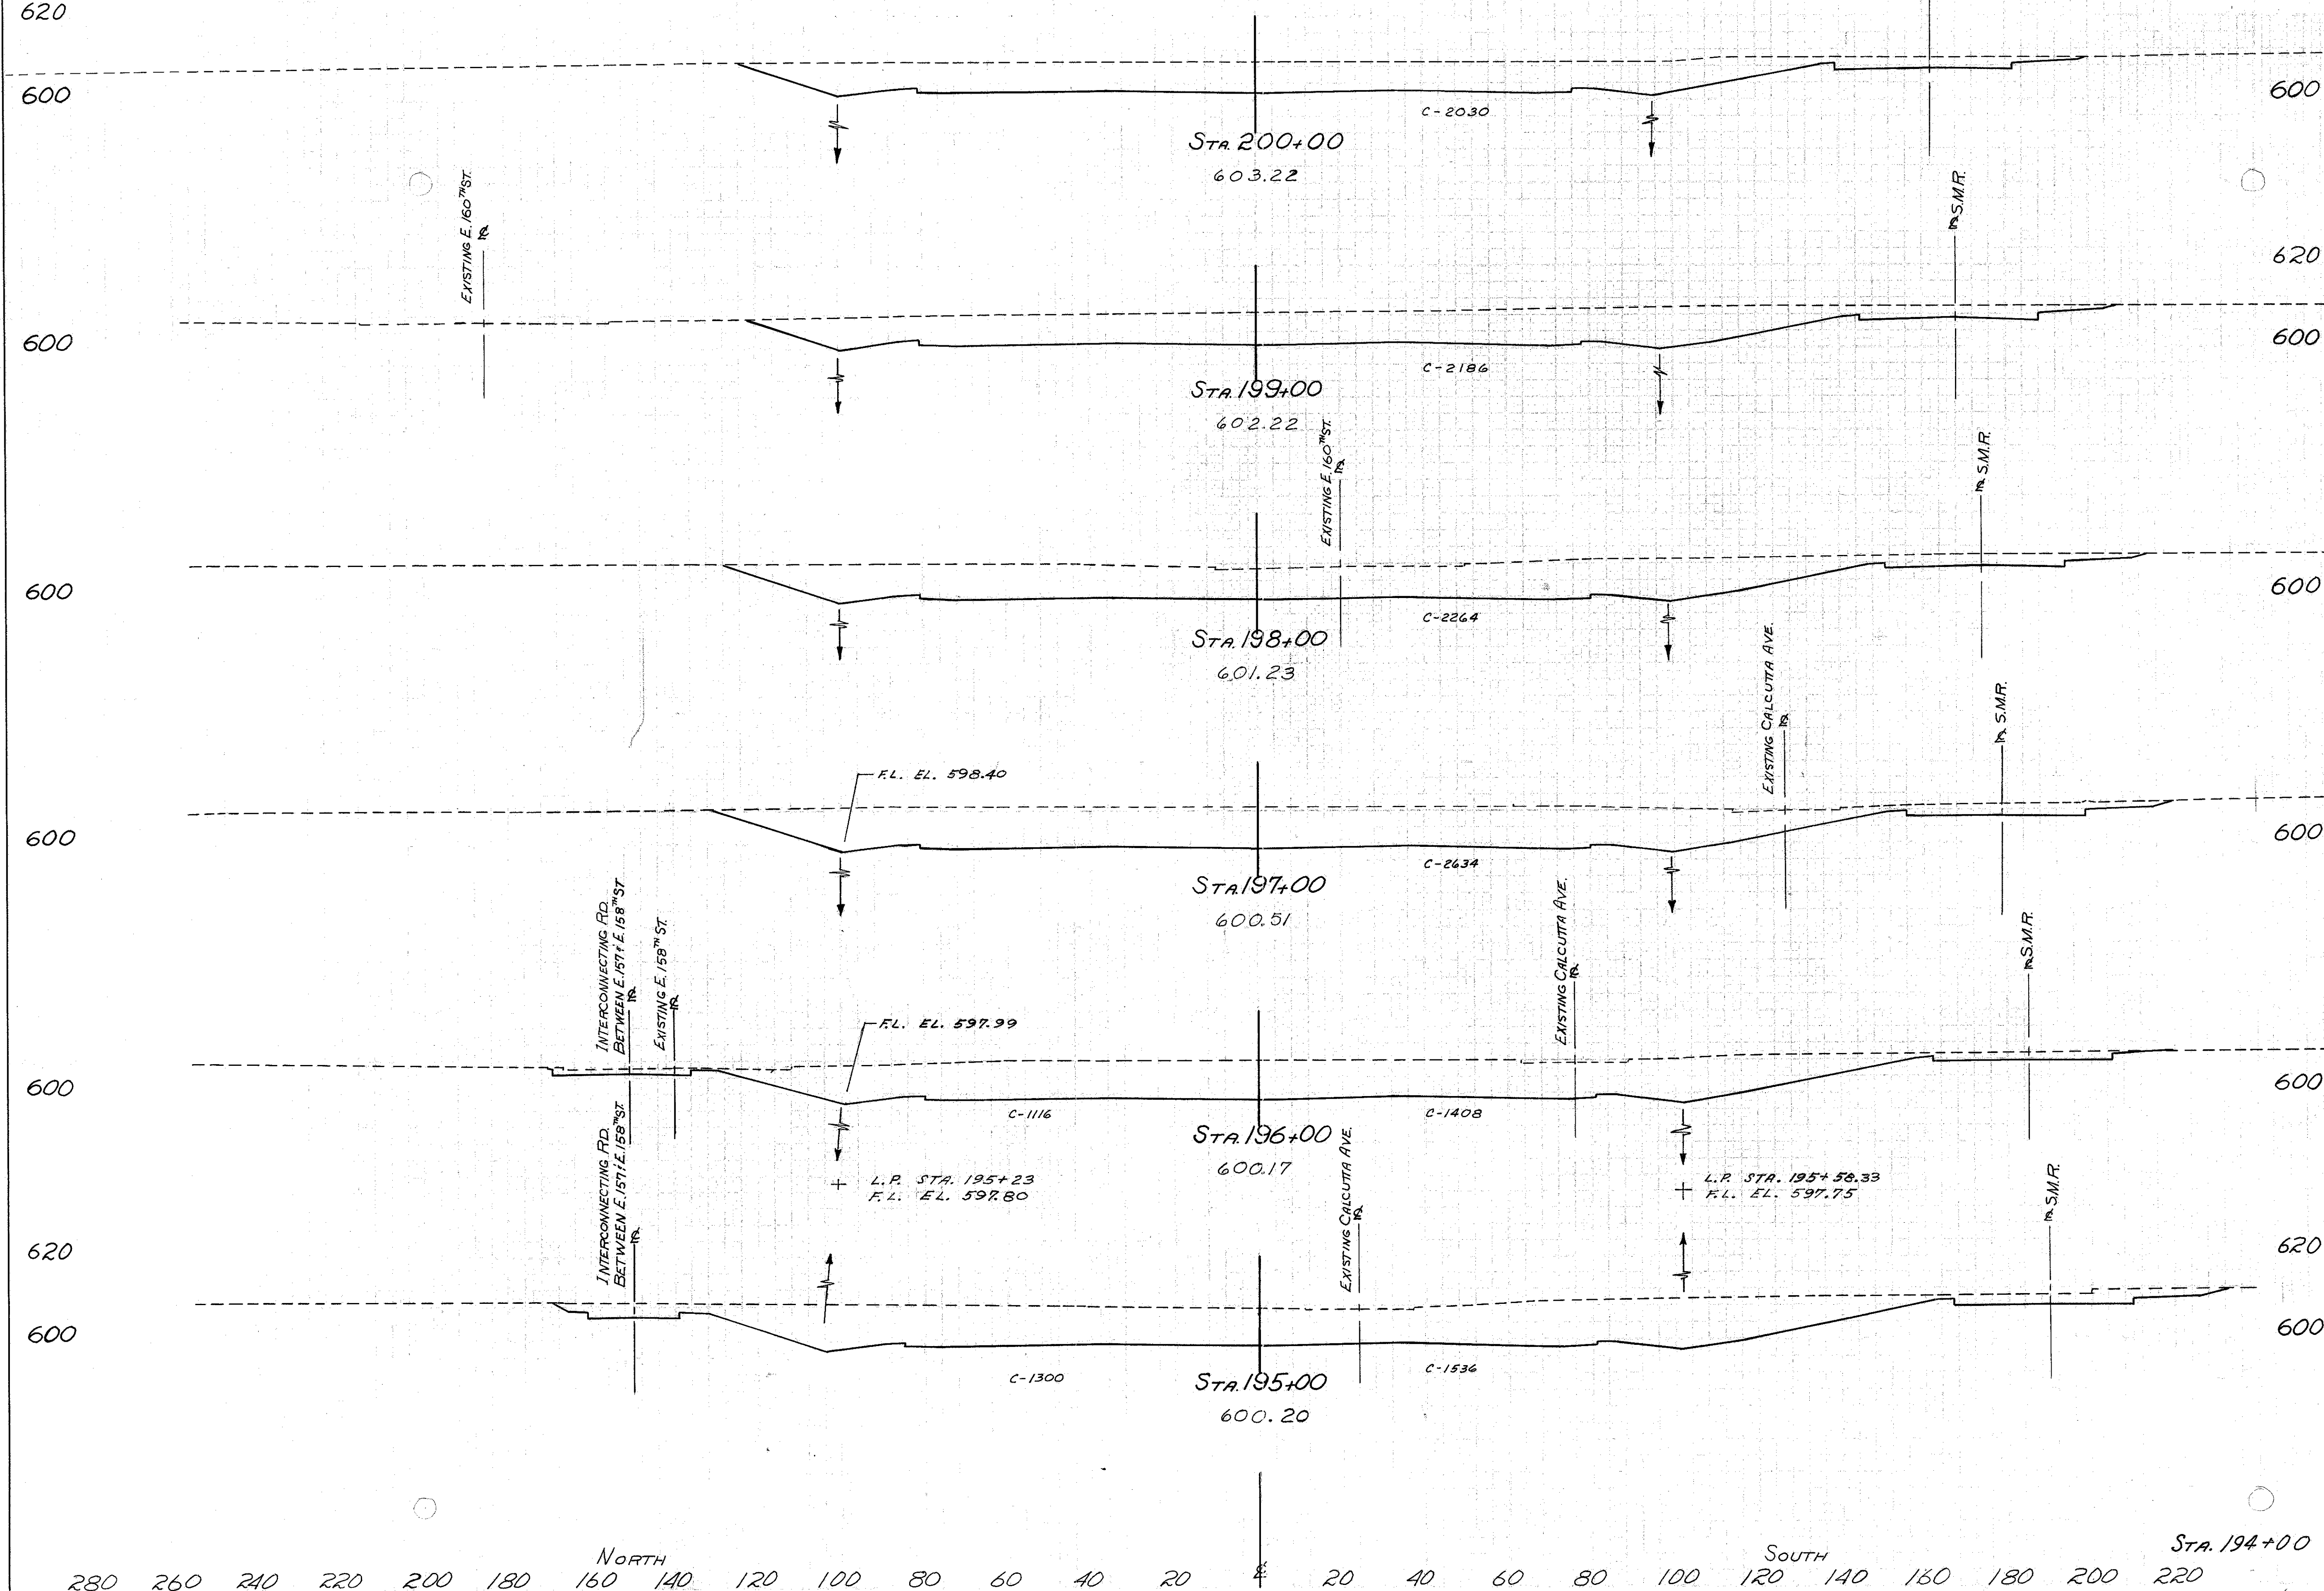 620
600
600
C-2030
STA. 200+00
603.22
EXISTING E. 160TH ST.
S.M.R.
620
600
600
C-2186
STA. 199+00
602.22
EXISTING E. 160TH ST.
S.M.R.
600
600
C-2264
STA. 198+00
601.23
EXISTING CALCUTTA AVE.
S.M.R.
F.L. EL. 598.40
600
600
C-2634
STA. 197+00
600.51
INTERCONNECTING RD.
BETWEEN E. 157 & E. 158TH ST
EXISTING E. 158TH ST.
EXISTING CALCUTTA AVE.
S.M.R.
F.L. EL. 597.99
600
600
C-1116
C-1408
STA. 196+00
600.17
INTERCONNECTING RD.
BETWEEN E. 157 & E. 158TH ST.
L.P. STA. 195+23
F.L. EL. 597.80
EXISTING CALCUTTA AVE.
L.P. STA. 195+58.33
F.L. EL. 597.75
S.M.R.
620
620
600
600
C-1300
C-1536
STA. 195+00
600.20
STA. 194+00
NORTH
SOUTH
280 260 240 220 200 180 160 140 120 100 80 60 40 20 ℄ 20 40 60 80 100 120 140 160 180 200 220